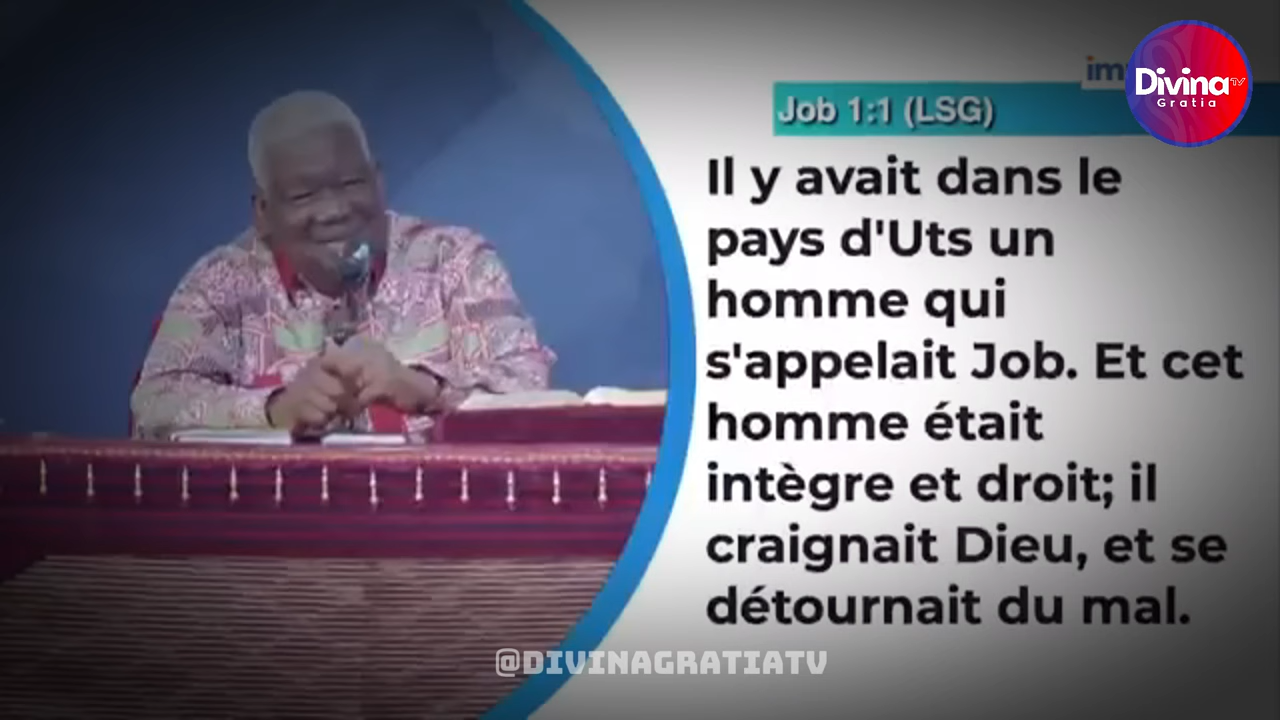 Divina TV
Gratia
Job 1:1 (LSG)
Il y avait dans le
pays d'Uts un
homme qui
s'appelait Job. Et cet
homme était
intègre et droit; il
craignait Dieu, et se
détournait du mal.
@DIVINAGRATIATV